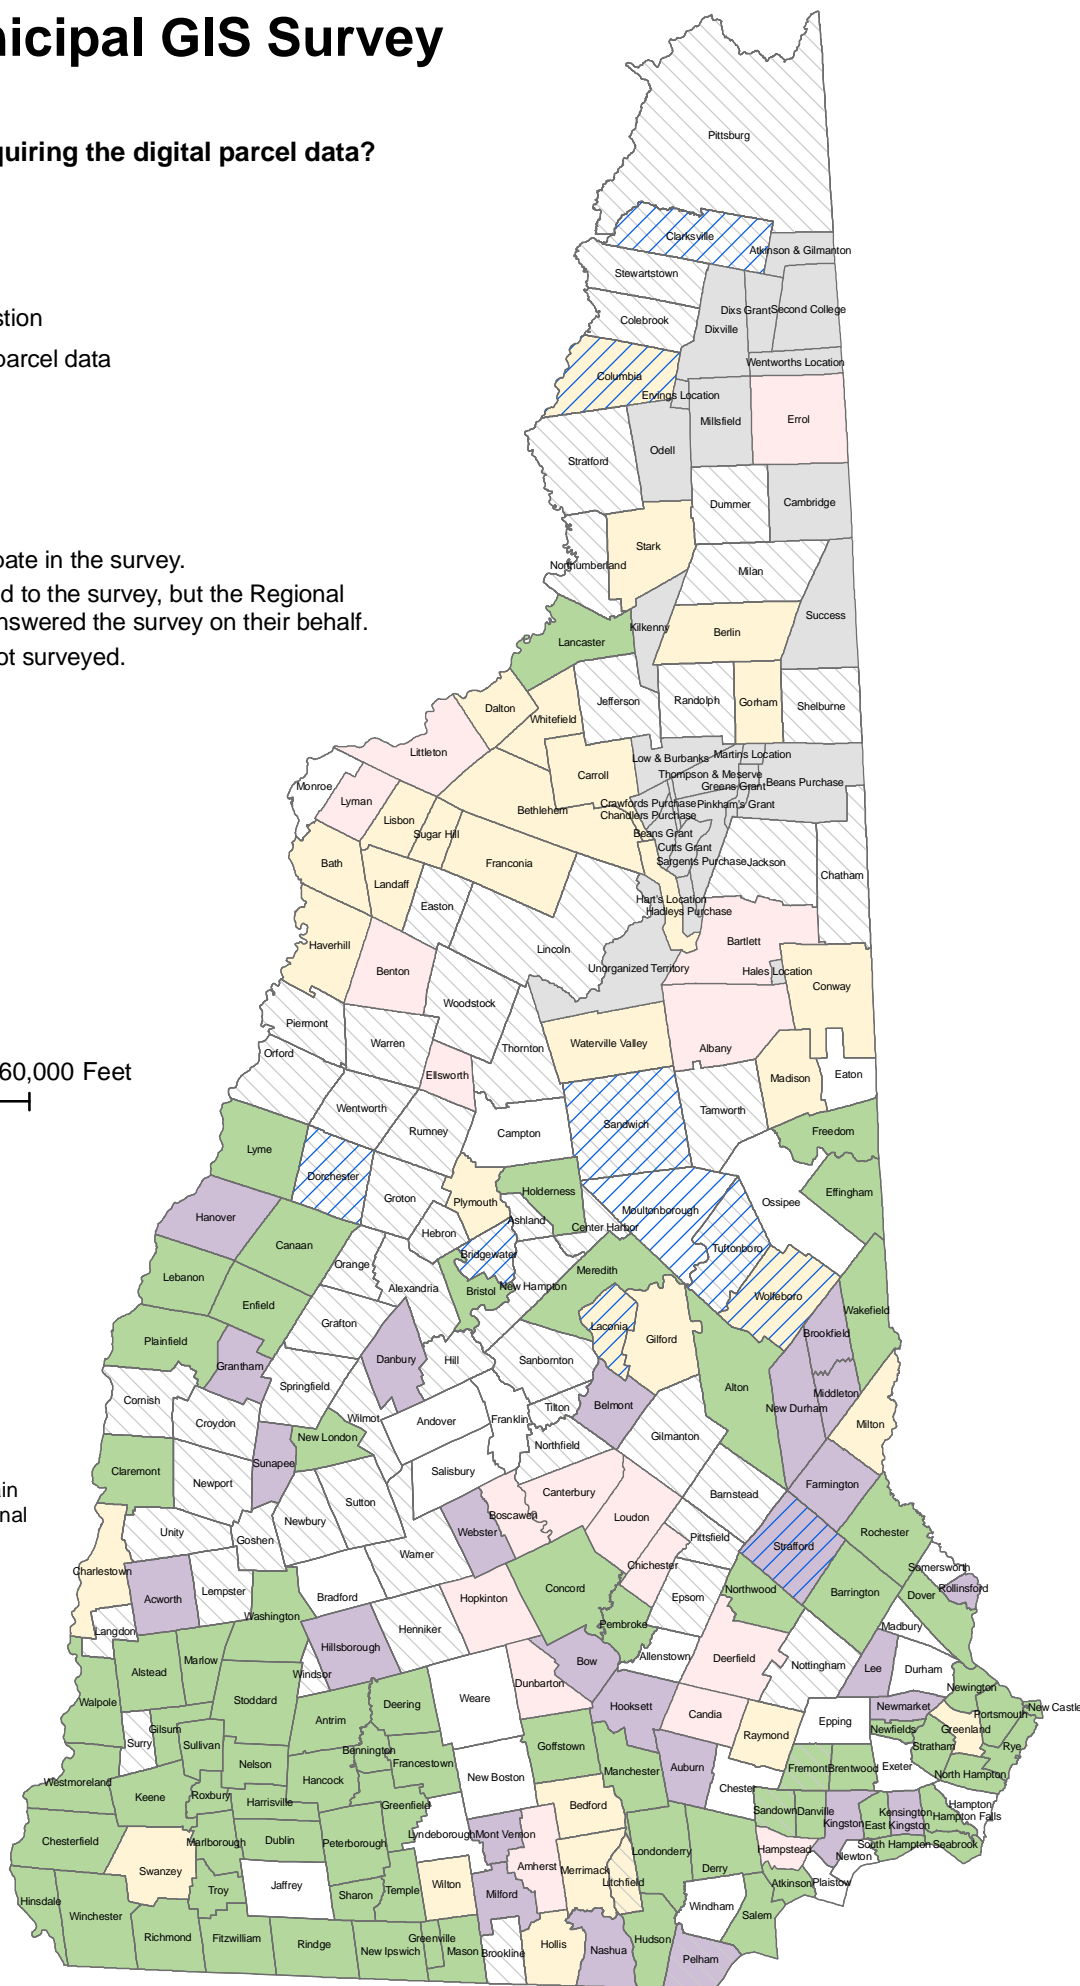 nicipal GIS Survey
quiring the digital parcel data?
stion
parcel data
pate in the survey.
d to the survey, but the Regional
nswered the survey on their behalf.
ot surveyed.
60,000 Feet
ain
nal
Pittsburg
Clarksville
Atkinson & Gilmanton
Stewartstown
Dixs Grant
Second College
Colebrook
Dixville
Wentworths Location
Columbia
Ervings Location
Millsfield
Errol
Odell
Stratford
Dummer
Cambridge
Stark
Northumberland
Milan
Success
Kilkenny
Berlin
Lancaster
Jefferson
Randolph
Gorham
Shelburne
Dalton
Whitefield
Littleton
Low & Burbanks
Martins Location
Carroll
Thompson & Meserve
Beans Purchase
Monroe
Greens Grant
Lyman
Crawfords Purchase
Pinkham's Grant
Bethlehem
Chandlers Purchase
Lisbon
Sugar Hill
Beans Grant
Cutts Grant
Bath
Franconia
Sargents Purchase
Jackson
Chatham
Landaff
Easton
Hart's Location
Hadleys Purchase
Haverhill
Lincoln
Bartlett
Benton
Unorganized Territory
Hales Location
Conway
Woodstock
Piermont
Warren
Thornton
Waterville Valley
Albany
Orford
Ellsworth
Madison
Eaton
Wentworth
Rumney
Campton
Sandwich
Tamworth
Freedom
Lyme
Dorchester
Groton
Plymouth
Holderness
Effingham
Hanover
Ashland
Moultonborough
Ossipee
Center Harbor
Canaan
Hebron
Tuftonboro
Orange
Bridgewater
Lebanon
Alexandria
Bristol
New Hampton
Meredith
Wolfeboro
Enfield
Wakefield
Grafton
Laconia
Gilford
Brookfield
Plainfield
Grantham
Danbury
Hill
Sanbornton
Springfield
Alton
Middleton
Cornish
Croydon
Wilmot
Andover
Franklin
Tilton
Belmont
New Durham
Milton
New London
Northfield
Gilmanton
Sunapee
Claremont
Newport
Salisbury
Farmington
Sutton
Canterbury
Barnstead
Newbury
Webster
Boscawen
Loudon
Unity
Goshen
Pittsfield
Strafford
Rochester
Warner
Chichester
Charlestown
Somersworth
Acworth
Lempster
Bradford
Hopkinton
Concord
Epsom
Northwood
Barrington
Rollinsford
Dover
Washington
Langdon
Henniker
Pembroke
Madbury
Hillsborough
Allenstown
Deerfield
Nottingham
Bow
Lee
Durham
Alstead
Marlow
Windsor
Dunbarton
Newington
Walpole
Stoddard
Deering
Weare
Hooksett
Candia
Newmarket
New Castle
Antrim
Epping
Portsmouth
Surry
Gilsum
Raymond
Newfields
Greenland
Sullivan
Bennington
Goffstown
Stratham
Rye
Nelson
Francestown
Manchester
Auburn
Fremont
Brentwood
Exeter
Westmoreland
Hancock
New Boston
North Hampton
Keene
Roxbury
Harrisville
Greenfield
Chester
Bedford
Sandown
Danville
Kensington
Hampton
Hampton Falls
Chesterfield
Marlborough
Dublin
Peterborough
Lyndeborough
Mont Vernon
Kingston
East Kingston
Londonderry
Hampstead
South Hampton
Seabrook
Swanzey
Amherst
Merrimack
Derry
Newton
Jaffrey
Wilton
Litchfield
Atkinson
Plaistow
Hinsdale
Troy
Sharon
Temple
Milford
Winchester
Windham
Salem
Richmond
Fitzwilliam
Rindge
Greenville
Hudson
New Ipswich
Mason
Brookline
Hollis
Nashua
Pelham